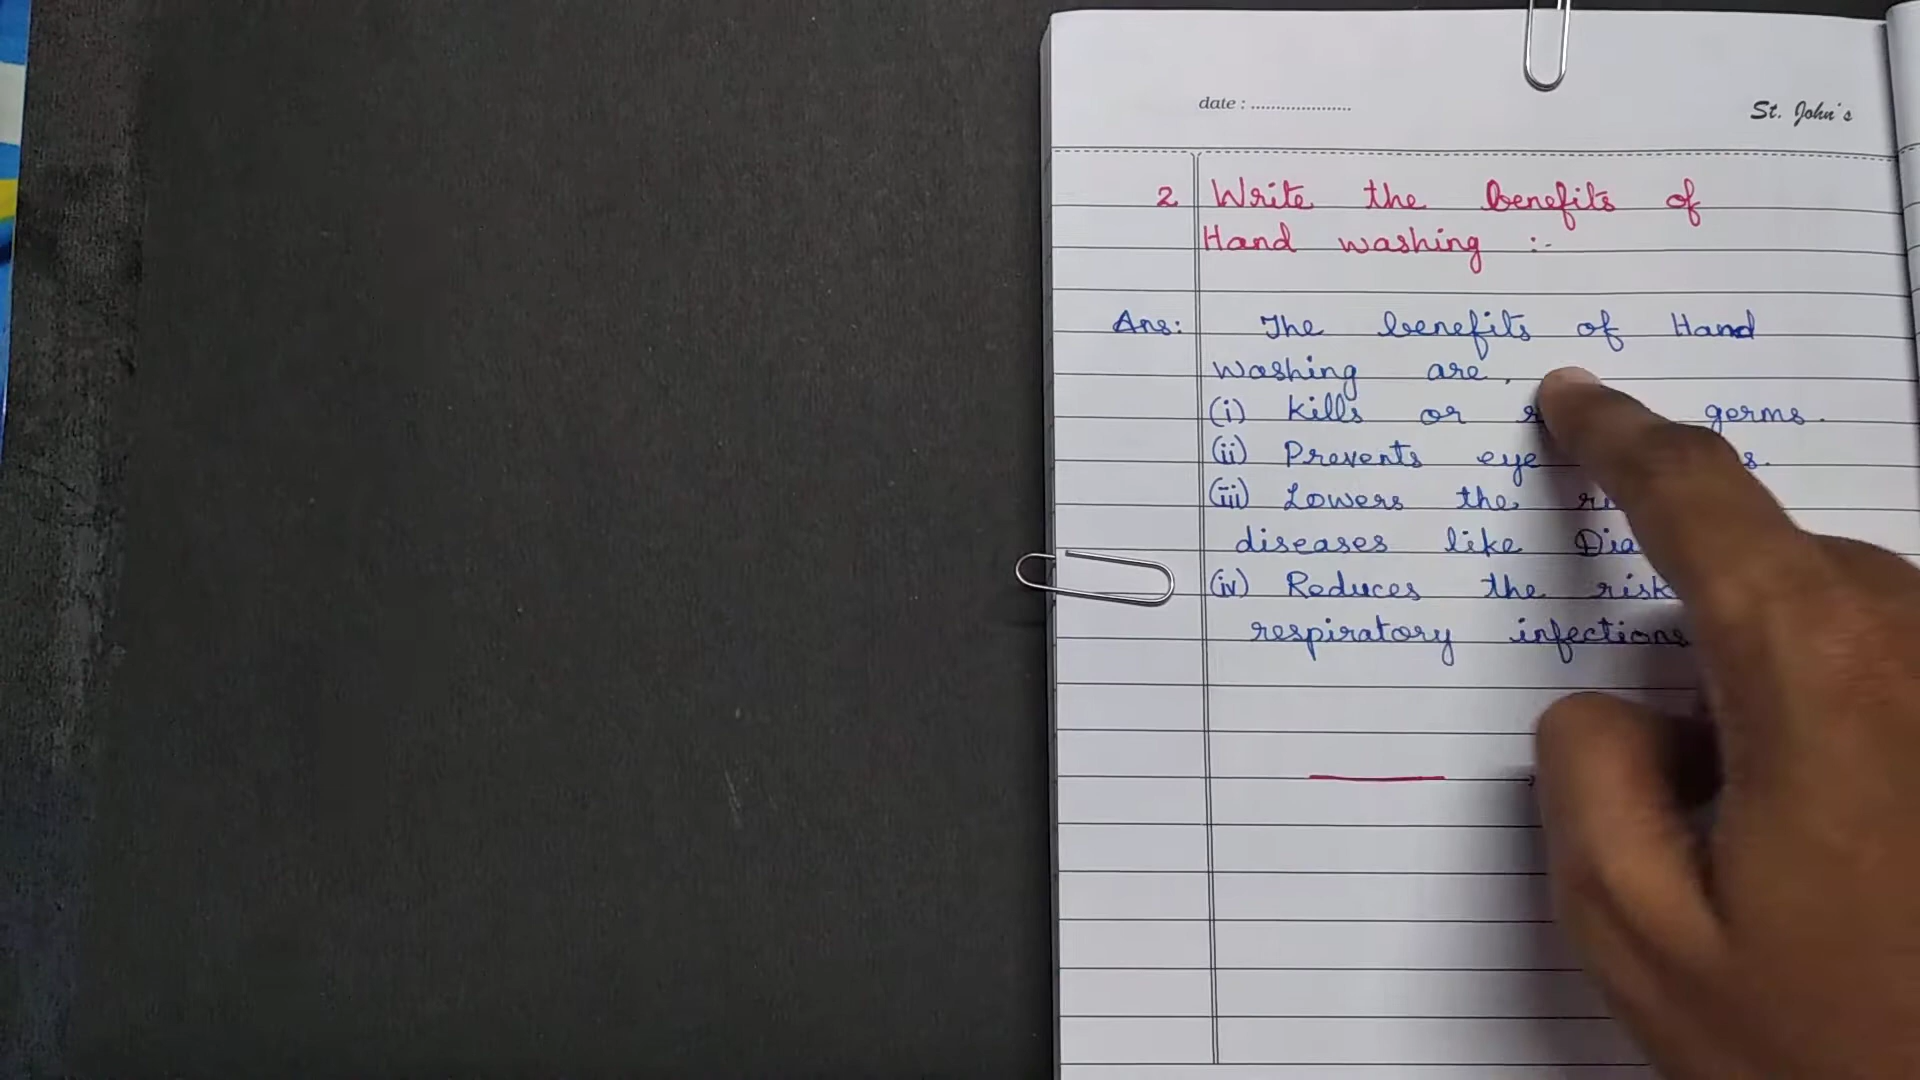 date : ....................
St. John's
2 Write the benefits of
Hand washing :-
Ans: The benefits of Hand
washing are,
(i) Kills or germs.
(ii) Prevents eye
(iii) Lowers the
diseases like
(iv) Reduces the risk
respiratory infections